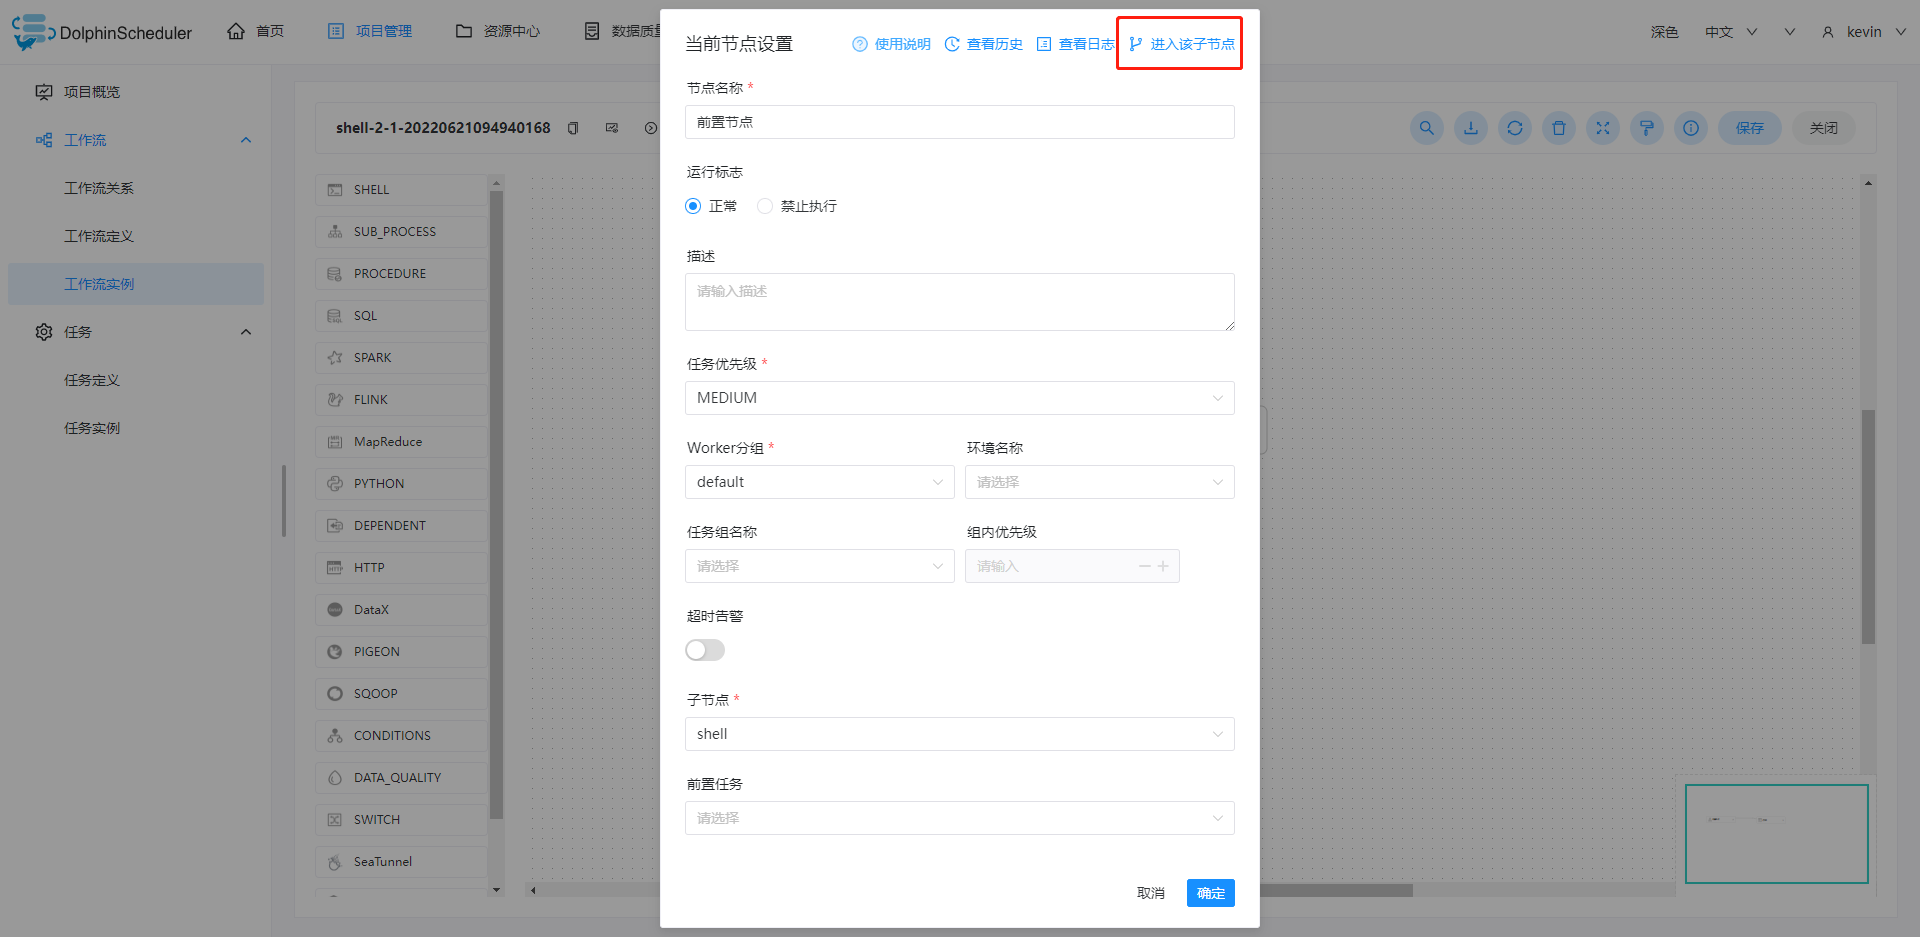 DolphinScheduler
首页
项目管理
资源中心
数据质量
深色
中文
kevin
项目概览
工作流
工作流关系
工作流定义
工作流实例
任务
任务定义
任务实例
shell-2-1-20220621094940168
保存
关闭
SHELL
SUB_PROCESS
PROCEDURE
SQL
SPARK
FLINK
MapReduce
PYTHON
DEPENDENT
HTTP
DataX
PIGEON
SQOOP
CONDITIONS
DATA_QUALITY
SWITCH
SeaTunnel
当前节点设置
使用说明
查看历史
查看日志
进入该子节点
节点名称 *
前置节点
运行标志
正常
禁止执行
描述
请输入描述
任务优先级 *
MEDIUM
Worker分组 *
环境名称
default
请选择
任务组名称
组内优先级
请选择
请输入
超时告警
子节点 *
shell
前置任务
请选择
取消
确定